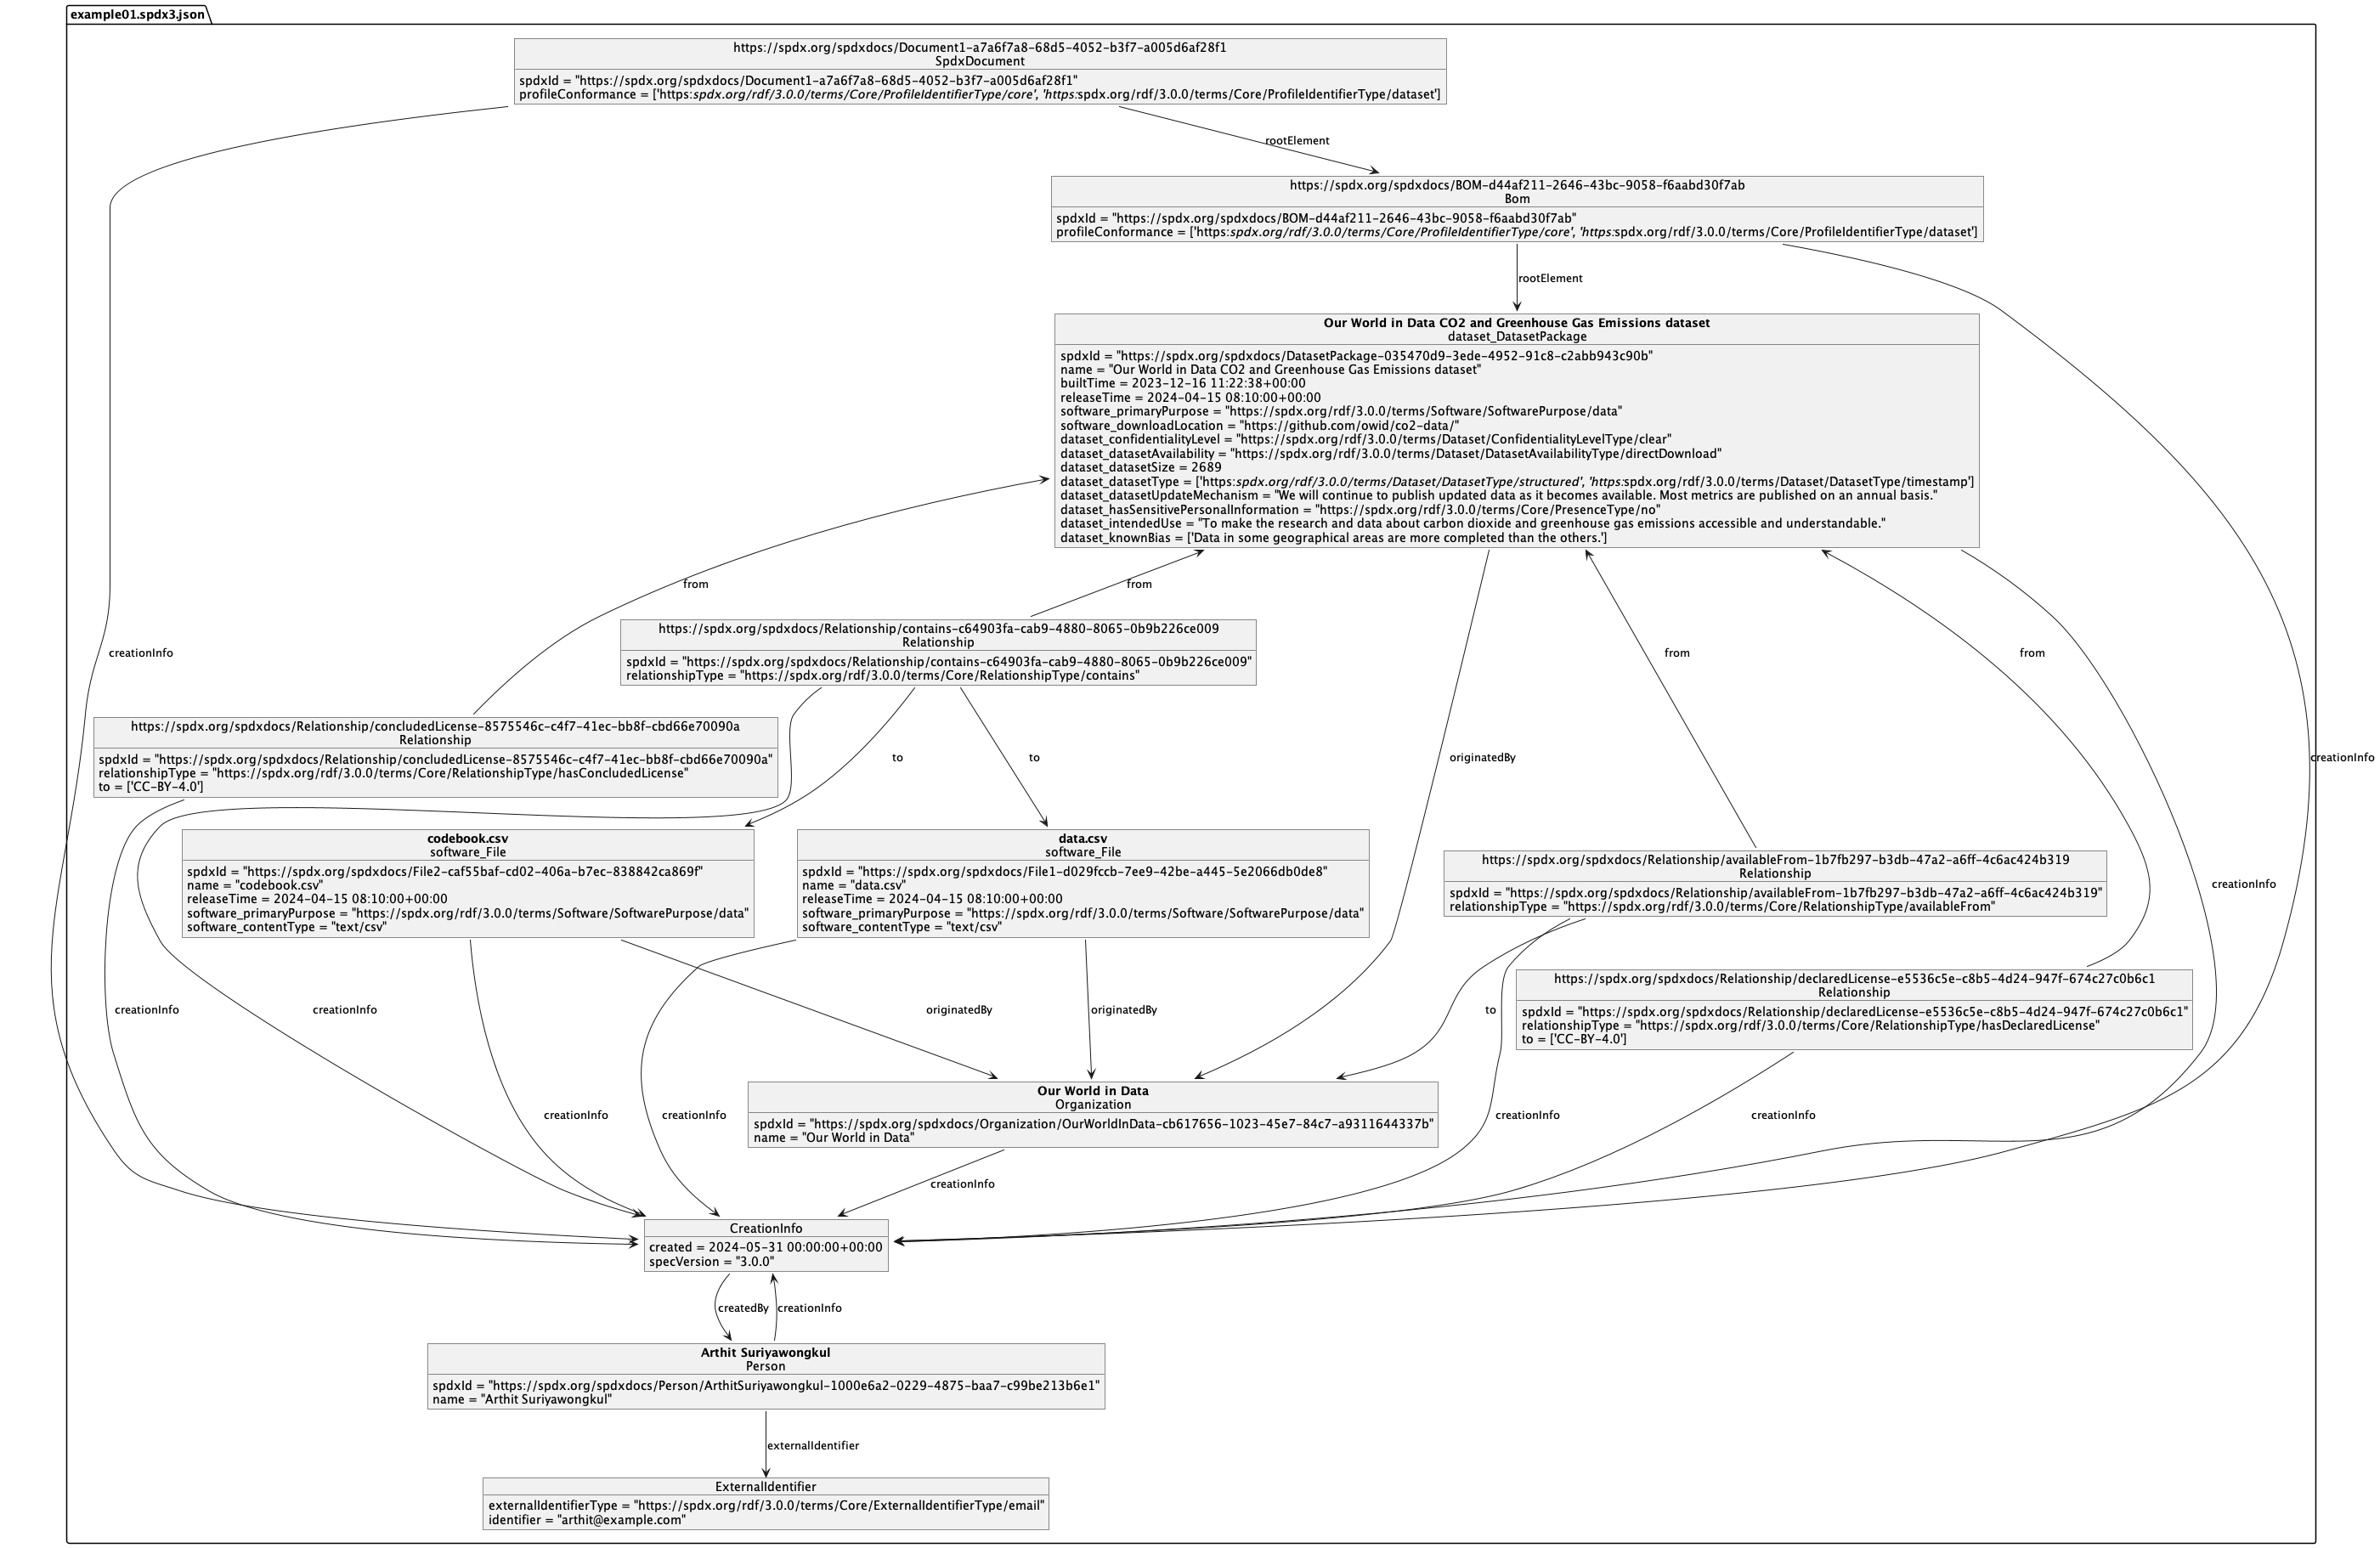 example01.spdx3.json
https://spdx.org/spdxdocs/Document1-a7a6f7a8-68d5-4052-b3f7-a005d6af28f1
SpdxDocument
spdxId = "https://spdx.org/spdxdocs/Document1-a7a6f7a8-68d5-4052-b3f7-a005d6af28f1"
profileConformance = ['https:spdx.org/rdf/3.0.0/terms/Core/ProfileIdentifierType/core', 'https:spdx.org/rdf/3.0.0/terms/Core/ProfileIdentifierType/dataset']
rootElement
https://spdx.org/spdxdocs/BOM-d44af211-2646-43bc-9058-f6aabd30f7ab
Bom
spdxId = "https://spdx.org/spdxdocs/BOM-d44af211-2646-43bc-9058-f6aabd30f7ab"
profileConformance = ['https:spdx.org/rdf/3.0.0/terms/Core/ProfileIdentifierType/core', 'https:spdx.org/rdf/3.0.0/terms/Core/ProfileIdentifierType/dataset']
rootElement
Our World in Data CO2 and Greenhouse Gas Emissions dataset
dataset_DatasetPackage
spdxId = "https://spdx.org/spdxdocs/DatasetPackage-035470d9-3ede-4952-91c8-c2abb943c90b"
name = "Our World in Data CO2 and Greenhouse Gas Emissions dataset"
builtTime = 2023-12-16 11:22:38+00:00
releaseTime = 2024-04-15 08:10:00+00:00
software_primaryPurpose = "https://spdx.org/rdf/3.0.0/terms/Software/SoftwarePurpose/data"
software_downloadLocation = "https://github.com/owid/co2-data/"
dataset_confidentialityLevel = "https://spdx.org/rdf/3.0.0/terms/Dataset/ConfidentialityLevelType/clear"
dataset_datasetAvailability = "https://spdx.org/rdf/3.0.0/terms/Dataset/DatasetAvailabilityType/directDownload"
dataset_datasetSize = 2689
dataset_datasetType = ['https:spdx.org/rdf/3.0.0/terms/Dataset/DatasetType/structured', 'https:spdx.org/rdf/3.0.0/terms/Dataset/DatasetType/timestamp']
dataset_datasetUpdateMechanism = "We will continue to publish updated data as it becomes available. Most metrics are published on an annual basis."
dataset_hasSensitivePersonalInformation = "https://spdx.org/rdf/3.0.0/terms/Core/PresenceType/no"
dataset_intendedUse = "To make the research and data about carbon dioxide and greenhouse gas emissions accessible and understandable."
dataset_knownBias = ['Data in some geographical areas are more completed than the others.']
from
from
https://spdx.org/spdxdocs/Relationship/contains-c64903fa-cab9-4880-8065-0b9b226ce009
Relationship
spdxId = "https://spdx.org/spdxdocs/Relationship/contains-c64903fa-cab9-4880-8065-0b9b226ce009"
relationshipType = "https://spdx.org/rdf/3.0.0/terms/Core/RelationshipType/contains"
creationInfo
from
from
https://spdx.org/spdxdocs/Relationship/concludedLicense-8575546c-c4f7-41ec-bb8f-cbd66e70090a
Relationship
spdxId = "https://spdx.org/spdxdocs/Relationship/concludedLicense-8575546c-c4f7-41ec-bb8f-cbd66e70090a"
relationshipType = "https://spdx.org/rdf/3.0.0/terms/Core/RelationshipType/hasConcludedLicense"
to = ['CC-BY-4.0']
to
to
originatedBy
creationInfo
codebook.csv
software_File
spdxId = "https://spdx.org/spdxdocs/File2-caf55baf-cd02-406a-b7ec-838842ca869f"
name = "codebook.csv"
releaseTime = 2024-04-15 08:10:00+00:00
software_primaryPurpose = "https://spdx.org/rdf/3.0.0/terms/Software/SoftwarePurpose/data"
software_contentType = "text/csv"
data.csv
software_File
spdxId = "https://spdx.org/spdxdocs/File1-d029fccb-7ee9-42be-a445-5e2066db0de8"
name = "data.csv"
releaseTime = 2024-04-15 08:10:00+00:00
software_primaryPurpose = "https://spdx.org/rdf/3.0.0/terms/Software/SoftwarePurpose/data"
software_contentType = "text/csv"
https://spdx.org/spdxdocs/Relationship/availableFrom-1b7fb297-b3db-47a2-a6ff-4c6ac424b319
Relationship
spdxId = "https://spdx.org/spdxdocs/Relationship/availableFrom-1b7fb297-b3db-47a2-a6ff-4c6ac424b319"
relationshipType = "https://spdx.org/rdf/3.0.0/terms/Core/RelationshipType/availableFrom"
creationInfo
https://spdx.org/spdxdocs/Relationship/declaredLicense-e5536c5e-c8b5-4d24-947f-674c27c0b6c1
Relationship
spdxId = "https://spdx.org/spdxdocs/Relationship/declaredLicense-e5536c5e-c8b5-4d24-947f-674c27c0b6c1"
relationshipType = "https://spdx.org/rdf/3.0.0/terms/Core/RelationshipType/hasDeclaredLicense"
to = ['CC-BY-4.0']
creationInfo
creationInfo
originatedBy
originatedBy
to
Our World in Data
Organization
spdxId = "https://spdx.org/spdxdocs/Organization/OurWorldInData-cb617656-1023-45e7-84c7-a9311644337b"
name = "Our World in Data"
creationInfo
creationInfo
creationInfo
creationInfo
creationInfo
CreationInfo
created = 2024-05-31 00:00:00+00:00
specVersion = "3.0.0"
createdBy
creationInfo
Arthit Suriyawongkul
Person
spdxId = "https://spdx.org/spdxdocs/Person/ArthitSuriyawongkul-1000e6a2-0229-4875-baa7-c99be213b6e1"
name = "Arthit Suriyawongkul"
externalIdentifier
ExternalIdentifier
externalIdentifierType = "https://spdx.org/rdf/3.0.0/terms/Core/ExternalIdentifierType/email"
identifier = "arthit@example.com"